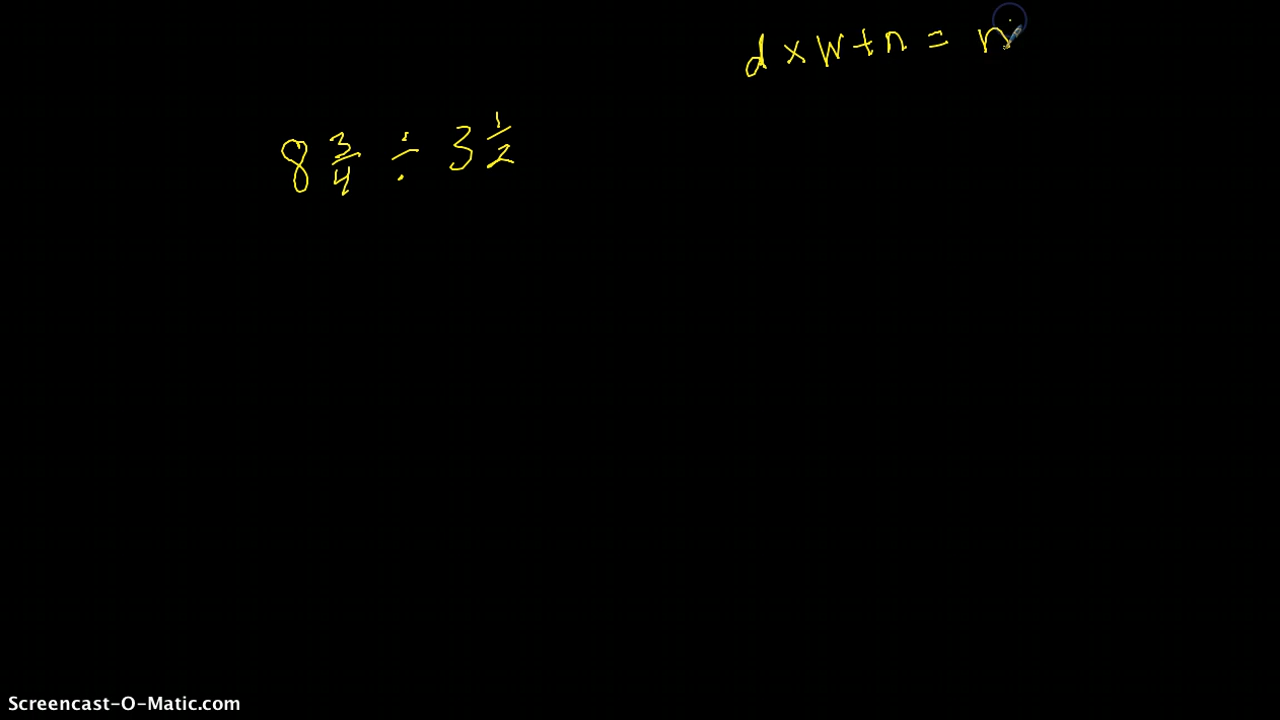 d × w + n = n
8 3/4 ÷ 3 1/2
Screencast-O-Matic.com